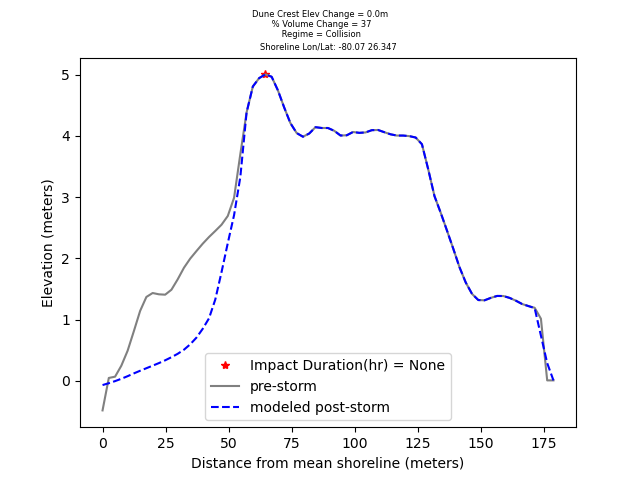 Dune Crest Elev Change = 0.0m
% Volume Change = 37
Regime = Collision
Shoreline Lon/Lat: -80.07 26.347
5
4
3
2
1
0
Elevation (meters)
Impact Duration(hr) = None
pre-storm
modeled post-storm
0 25 50 75 100 125 150 175
Distance from mean shoreline (meters)